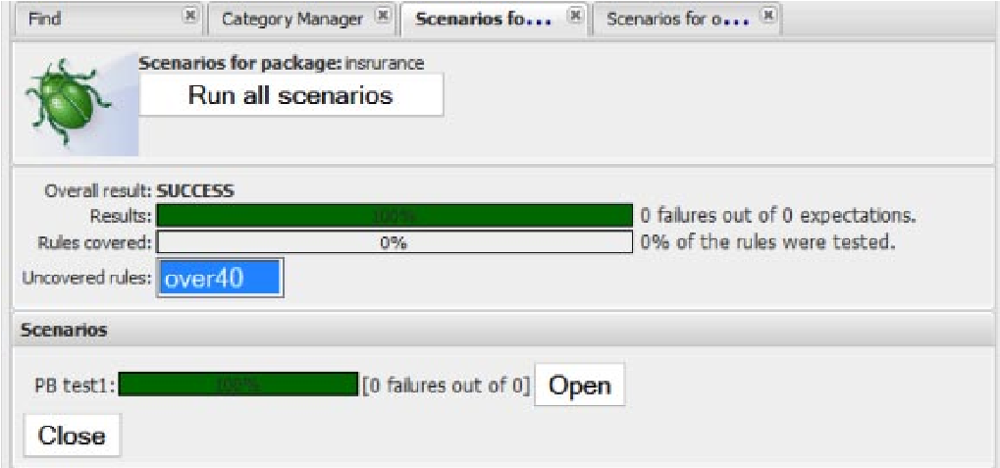 Find Category Manager Scenarios fo... Scenarios for o...
Scenarios for package: insrurance
Run all scenarios
Overall result: SUCCESS
Results: 100% 0 failures out of 0 expectations.
Rules covered: 0% 0% of the rules were tested.
Uncovered rules: over40
Scenarios
PB test1: 100% [0 failures out of 0] Open
Close